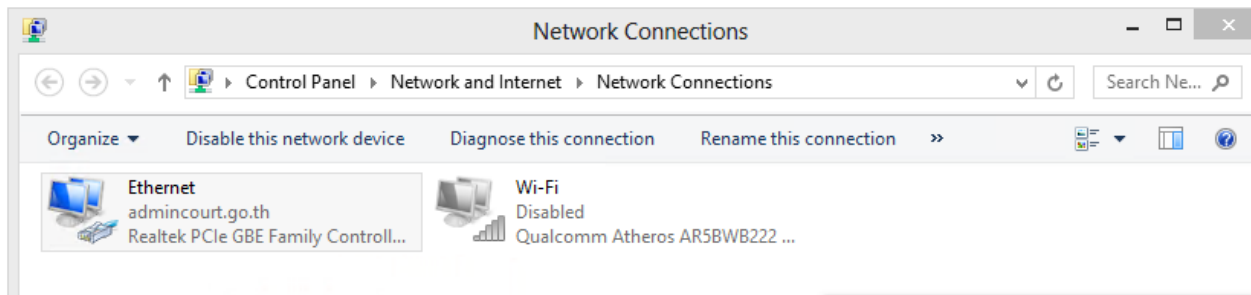 Network Connections
Control Panel Network and Internet Network Connections Search Ne...
Organize Disable this network device Diagnose this connection Rename this connection »
Ethernet
admincourt.go.th
Realtek PCIe GBE Family Controll...
Wi-Fi
Disabled
Qualcomm Atheros AR5BWB222 ...